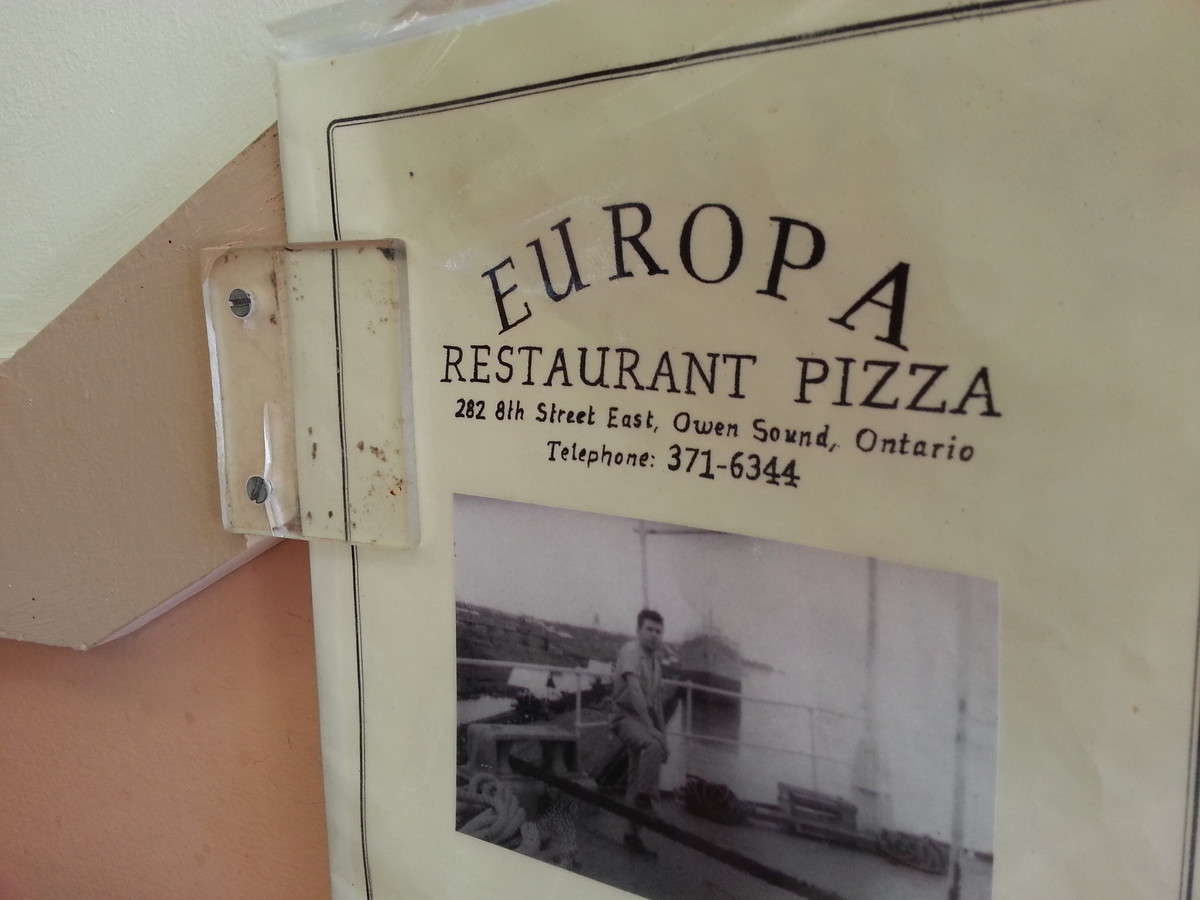 EUROPA
RESTAURANT PIZZA
282 8th Street East, Owen Sound, Ontario
Telephone: 371-6344